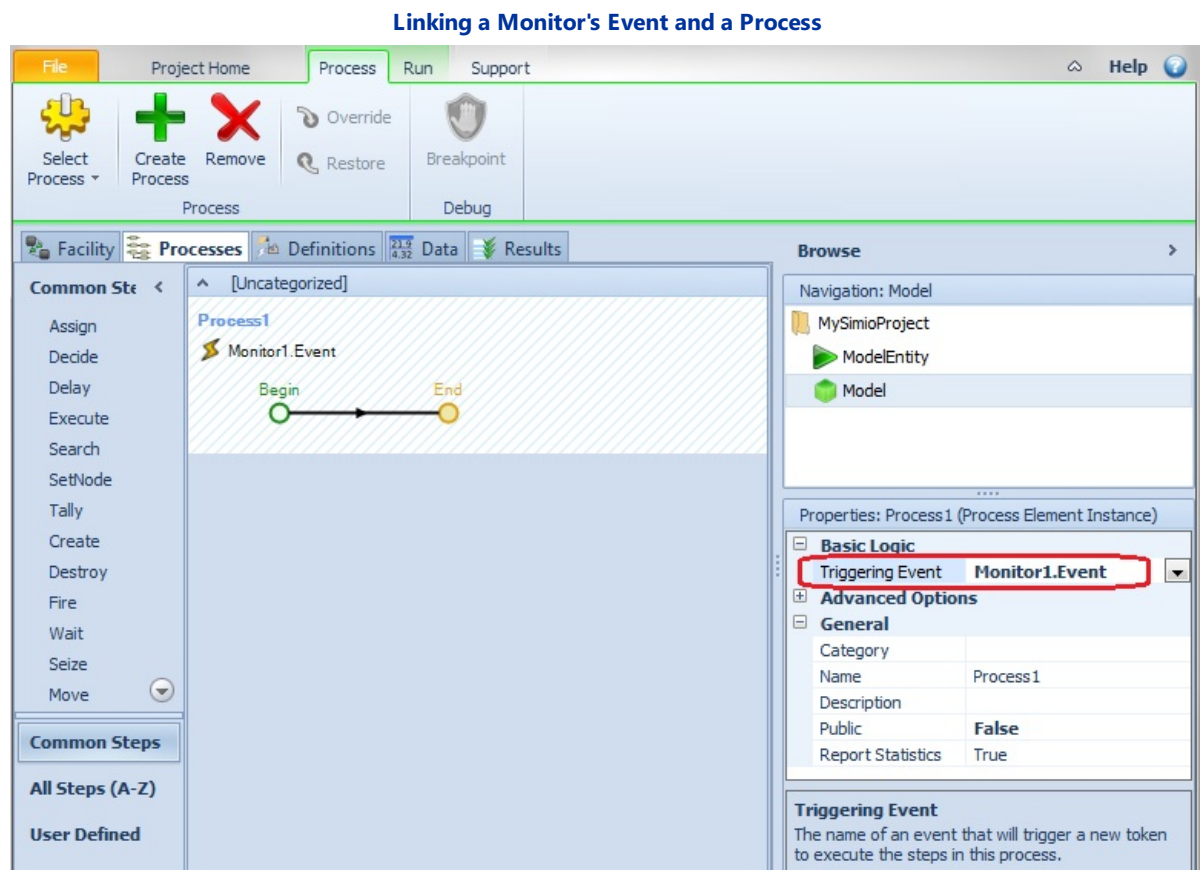 Linking a Monitor's Event and a Process
File Project Home Process Run Support Help ?
Select Process
Create Process
Remove
Override
Restore
Breakpoint
Process Debug
Facility Processes Definitions 21.9 4.32 Data Results
Common Ste
Assign
Decide
Delay
Execute
Search
SetNode
Tally
Create
Destroy
Fire
Wait
Seize
Move
Common Steps
All Steps (A-Z)
User Defined
[Uncategorized]
Process1
Monitor1.Event
Begin End
Browse
Navigation: Model
MySimioProject
ModelEntity
Model
Properties: Process1 (Process Element Instance)
Basic Logic
Triggering Event Monitor1.Event
Advanced Options
General
Category
Name Process1
Description
Public False
Report Statistics True
Triggering Event
The name of an event that will trigger a new token
to execute the steps in this process.